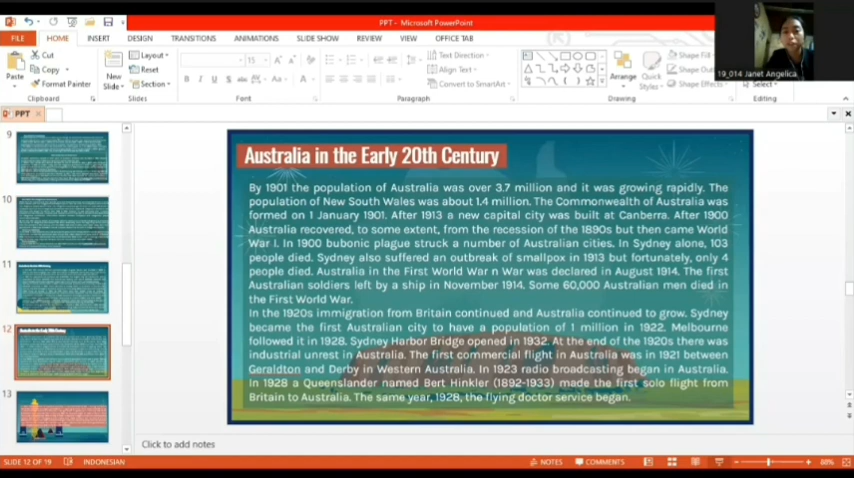 PPT - Microsoft PowerPoint
FILE HOME INSERT DESIGN TRANSITIONS ANIMATIONS SLIDE SHOW REVIEW VIEW OFFICE TAB
19_014 Janet Angelica
Paste
Cut
Copy
Format Painter
Clipboard
New
Slide
Layout
Reset
Section
Slides
15
Font
Text Direction
Align Text
Convert to SmartArt
Paragraph
Arrange
Quick
Styles
Shape Fill
Shape Out
Shape Effects
Drawing
Select
Editing
PPT
9
10
11
12
13
Australia in the Early 20th Century
By 1901 the population of Australia was over 3.7 million and it was growing rapidly. The
population of New South Wales was about 1.4 million. The Commonwealth of Australia was
formed on 1 January 1901. After 1913 a new capital city was built at Canberra. After 1900
Australia recovered, to some extent, from the recession of the 1890s but then came World
War I. In 1900 bubonic plague struck a number of Australian cities. In Sydney alone, 103
people died. Sydney also suffered an outbreak of smallpox in 1913 but fortunately, only 4
people died. Australia in the First World War n War was declared in August 1914. The first
Australian soldiers left by a ship in November 1914. Some 60,000 Australian men died in
the First World War.
In the 1920s immigration from Britain continued and Australia continued to grow. Sydney
became the first Australian city to have a population of 1 million in 1922. Melbourne
followed it in 1928. Sydney Harbor Bridge opened in 1932. At the end of the 1920s there was
industrial unrest in Australia. The first commercial flight in Australia was in 1921 between
Geraldton and Derby in Western Australia. In 1923 radio broadcasting began in Australia.
In 1928 a Queenslander named Bert Hinkler (1892-1933) made the first solo flight from
Britain to Australia. The same year, 1928, the flying doctor service began.
Click to add notes
SLIDE 12 OF 19 INDONESIAN NOTES COMMENTS 88%